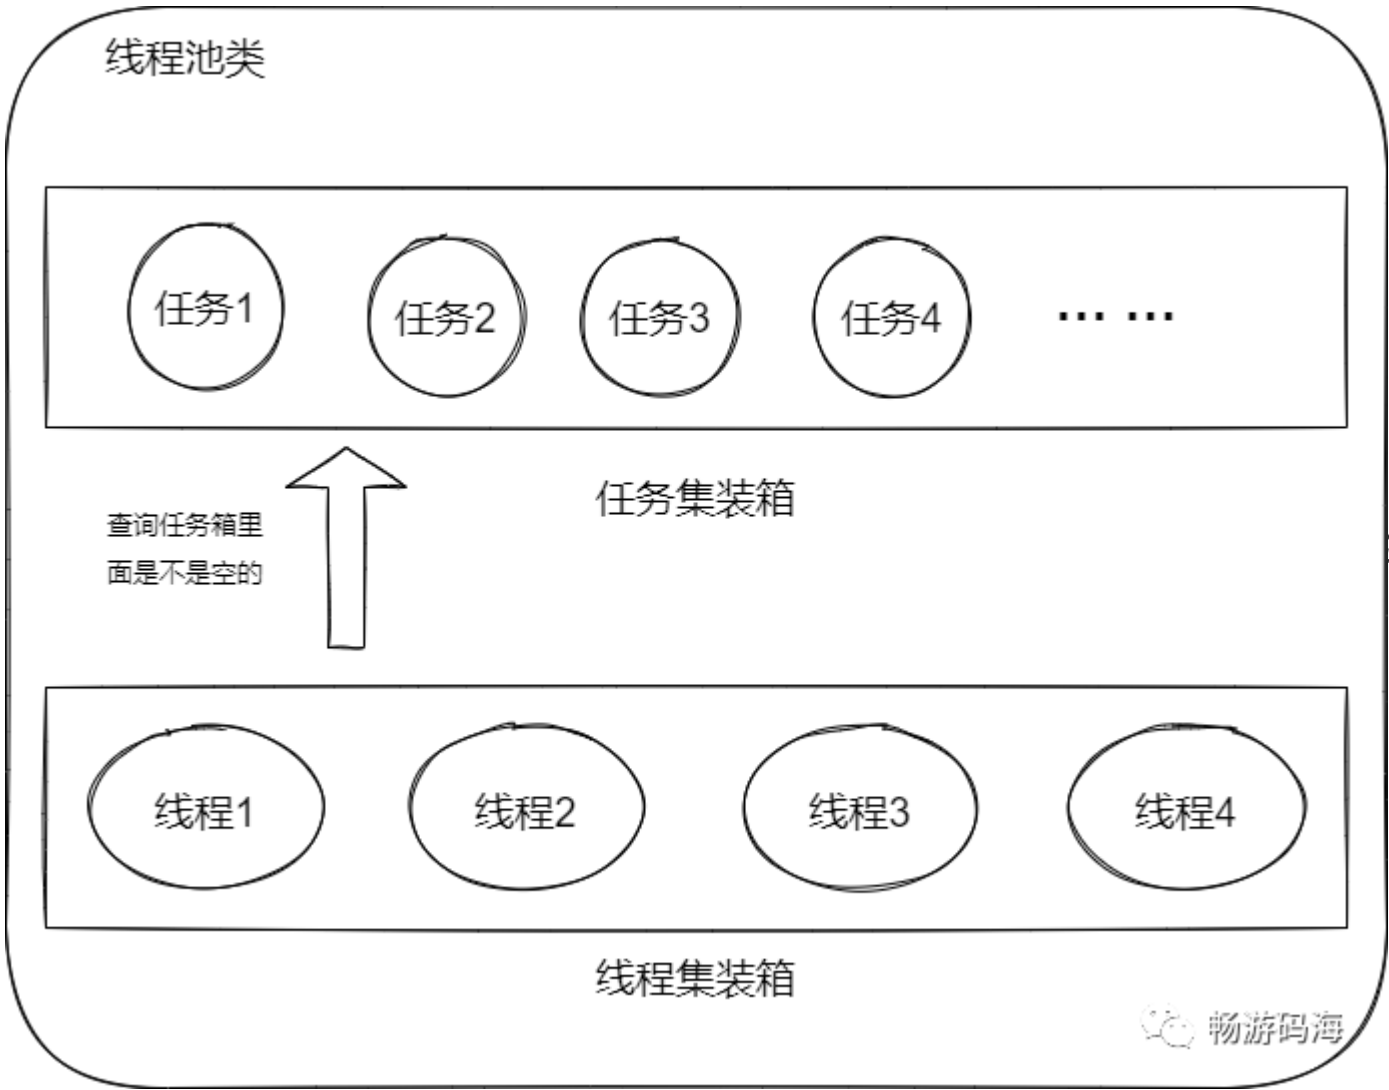 线程池类
任务1
任务2
任务3
任务4
... ...
任务集装箱
查询任务箱里
面是不是空的
线程1
线程2
线程3
线程4
线程集装箱
畅游码海